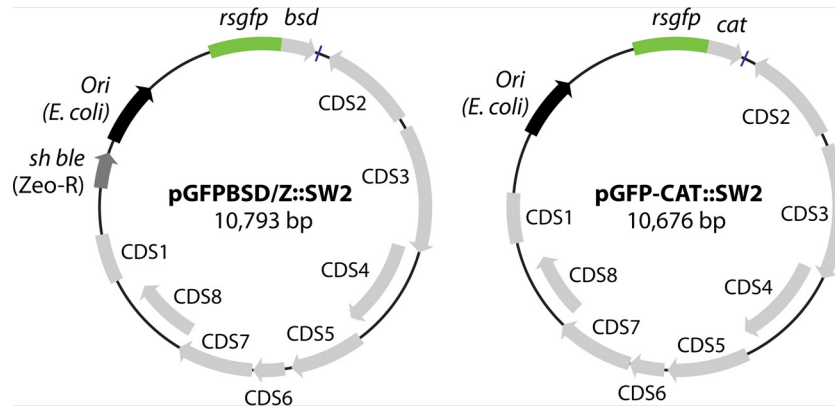 rsgfp bsd
Ori
(E. coli)
CDS2
sh ble
(Zeo-R)
CDS3
pGFPBSD/Z::SW2
10,793 bp
CDS1
CDS4
CDS8
CDS7
CDS5
CDS6
rsgfp cat
Ori
(E. coli)
CDS2
pGFP-CAT::SW2
10,676 bp
CDS3
CDS1
CDS8
CDS4
CDS7
CDS5
CDS6